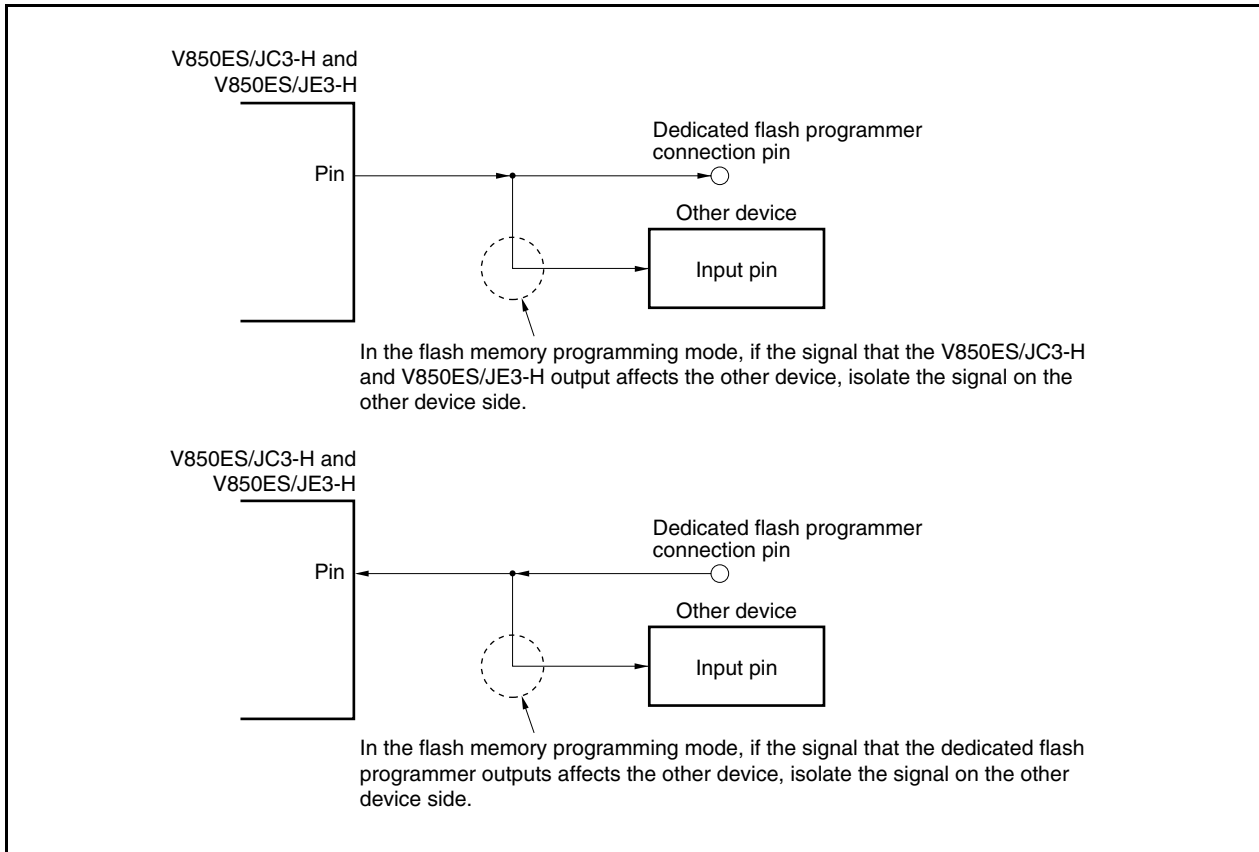 V850ES/JC3-H and
V850ES/JE3-H
Dedicated flash programmer
connection pin
Pin
Other device
Input pin
In the flash memory programming mode, if the signal that the V850ES/JC3-H
and V850ES/JE3-H output affects the other device, isolate the signal on the
other device side.
V850ES/JC3-H and
V850ES/JE3-H
Dedicated flash programmer
connection pin
Pin
Other device
Input pin
In the flash memory programming mode, if the signal that the dedicated flash
programmer outputs affects the other device, isolate the signal on the other
device side.